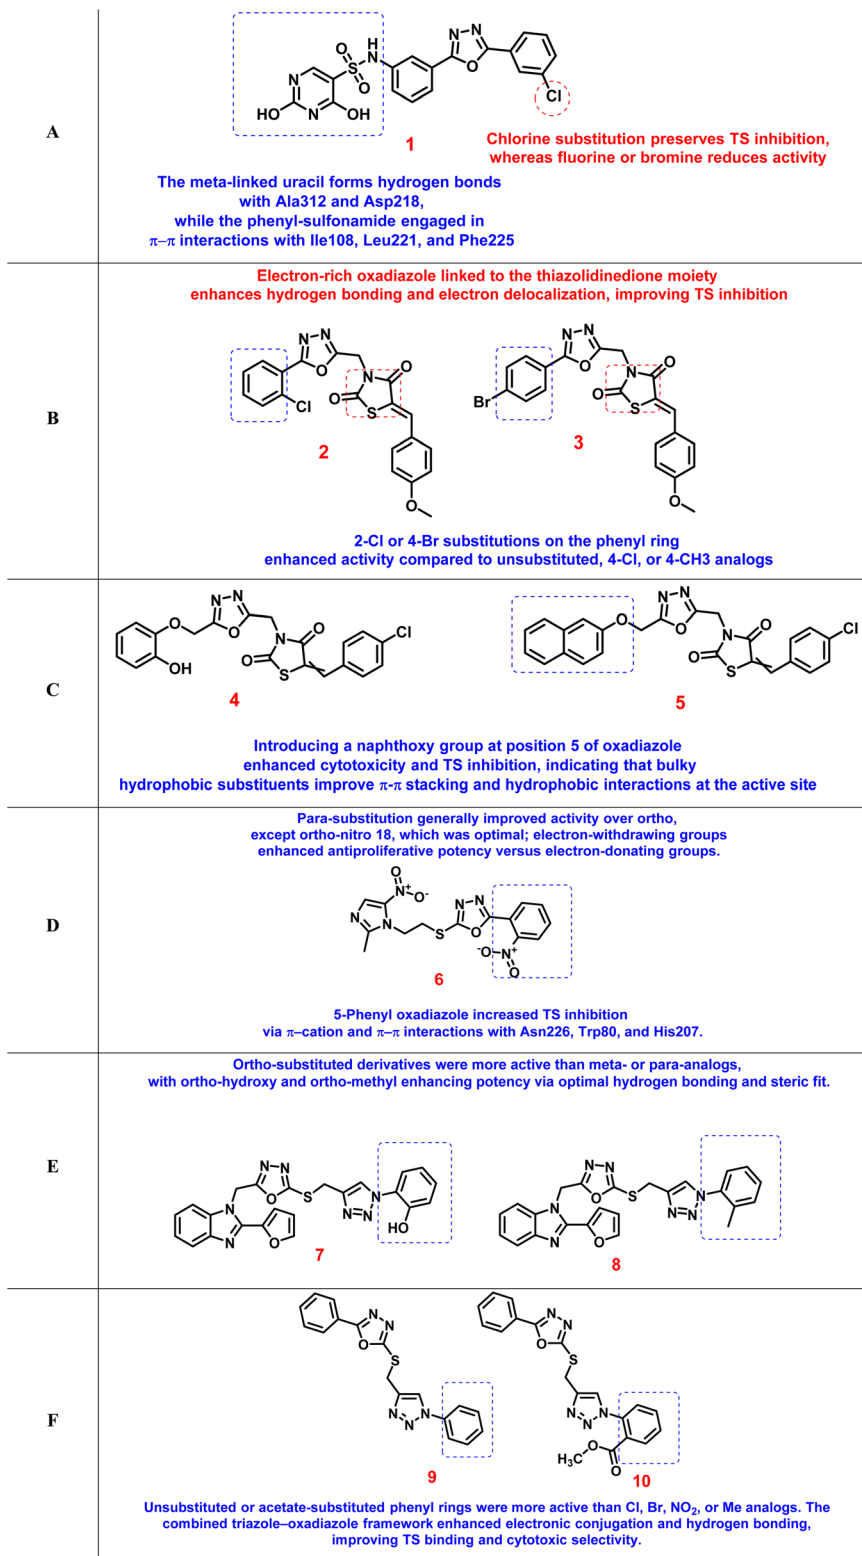 A
N N
O
Cl
O
O
S
H
N
N
N
HO
OH
1
Chlorine substitution preserves TS inhibition,
whereas fluorine or bromine reduces activity
The meta-linked uracil forms hydrogen bonds
with Ala312 and Asp218,
while the phenyl-sulfonamide engaged in
π–π interactions with Ile108, Leu221, and Phe225
B
Electron-rich oxadiazole linked to the thiazolidinedione moiety
enhances hydrogen bonding and electron delocalization, improving TS inhibition
N N
O
Cl
N
O
O
S
O
2
N N
O
Br
N
O
O
S
O
3
2-Cl or 4-Br substitutions on the phenyl ring
enhanced activity compared to unsubstituted, 4-Cl, or 4-CH3 analogs
C
N N
O
O
OH
N
O
O
S
Cl
4
N N
O
O
N
O
O
S
Cl
5
Introducing a naphthoxy group at position 5 of oxadiazole
enhanced cytotoxicity and TS inhibition, indicating that bulky
hydrophobic substituents improve π-π stacking and hydrophobic interactions at the active site
D
Para-substitution generally improved activity over ortho,
except ortho-nitro 18, which was optimal; electron-withdrawing groups
enhanced antiproliferative potency versus electron-donating groups.
O
N+
O-
N
N
S
N N
O
-O
N+
O
6
5-Phenyl oxadiazole increased TS inhibition
via π–cation and π–π interactions with Asn226, Trp80, and His207.
E
Ortho-substituted derivatives were more active than meta- or para-analogs,
with ortho-hydroxy and ortho-methyl enhancing potency via optimal hydrogen bonding and steric fit.
N N
O
S
N
N
O
N
N=N
HO
7
N N
O
S
N
N
O
N
N=N
8
F
N N
O
S
N
N=N
9
N N
O
S
N
N=N
H3C
O
O
10
Unsubstituted or acetate-substituted phenyl rings were more active than Cl, Br, NO2, or Me analogs. The
combined triazole–oxadiazole framework enhanced electronic conjugation and hydrogen bonding,
improving TS binding and cytotoxic selectivity.